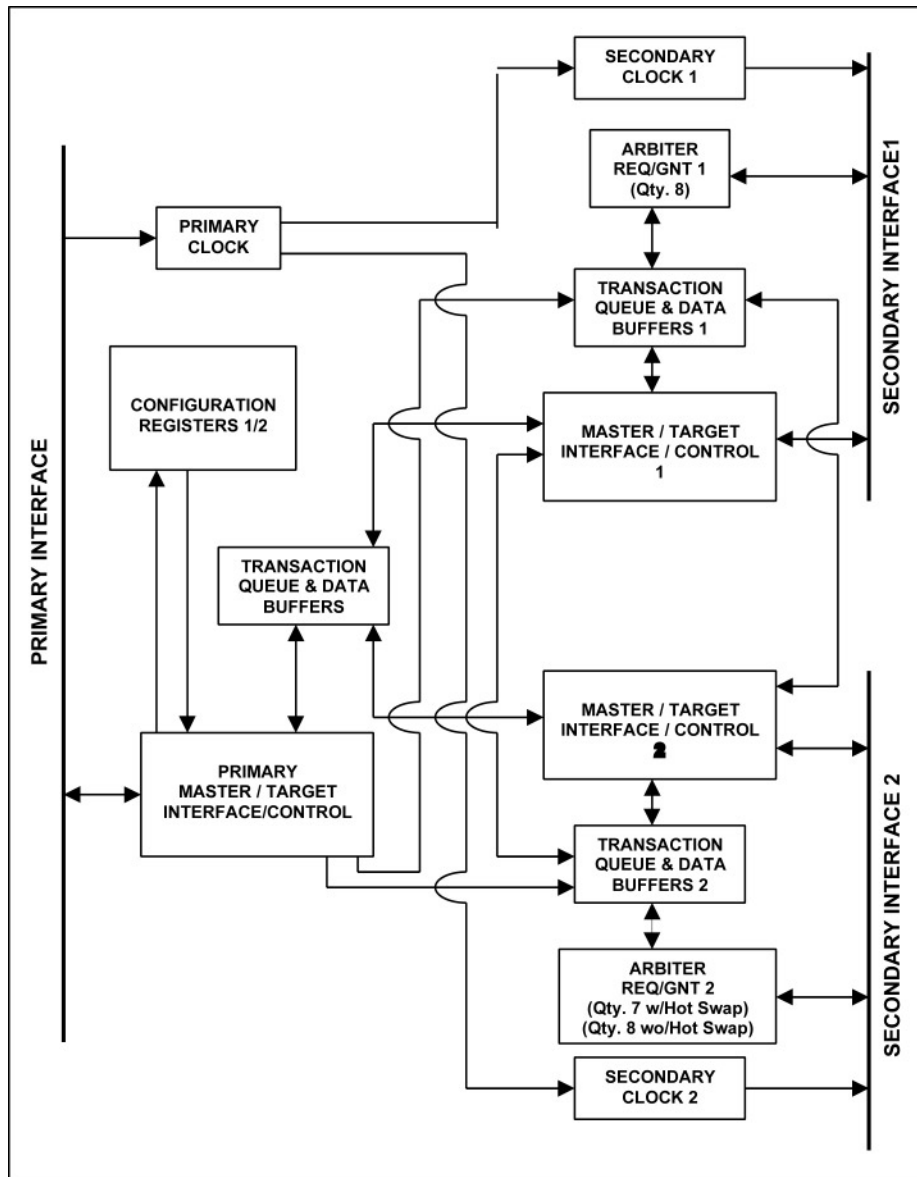 SECONDARY
CLOCK 1
ARBITER
REQ/GNT 1
(Qty. 8)
PRIMARY
CLOCK
TRANSACTION
QUEUE & DATA
BUFFERS 1
CONFIGURATION
REGISTERS 1/2
MASTER / TARGET
INTERFACE / CONTROL
1
SECONDARY INTERFACE1
PRIMARY INTERFACE
TRANSACTION
QUEUE & DATA
BUFFERS
MASTER / TARGET
INTERFACE / CONTROL
2
PRIMARY
MASTER / TARGET
INTERFACE/CONTROL
TRANSACTION
QUEUE & DATA
BUFFERS 2
SECONDARY INTERFACE 2
ARBITER
REQ/GNT 2
(Qty. 7 w/Hot Swap)
(Qty. 8 wo/Hot Swap)
SECONDARY
CLOCK 2